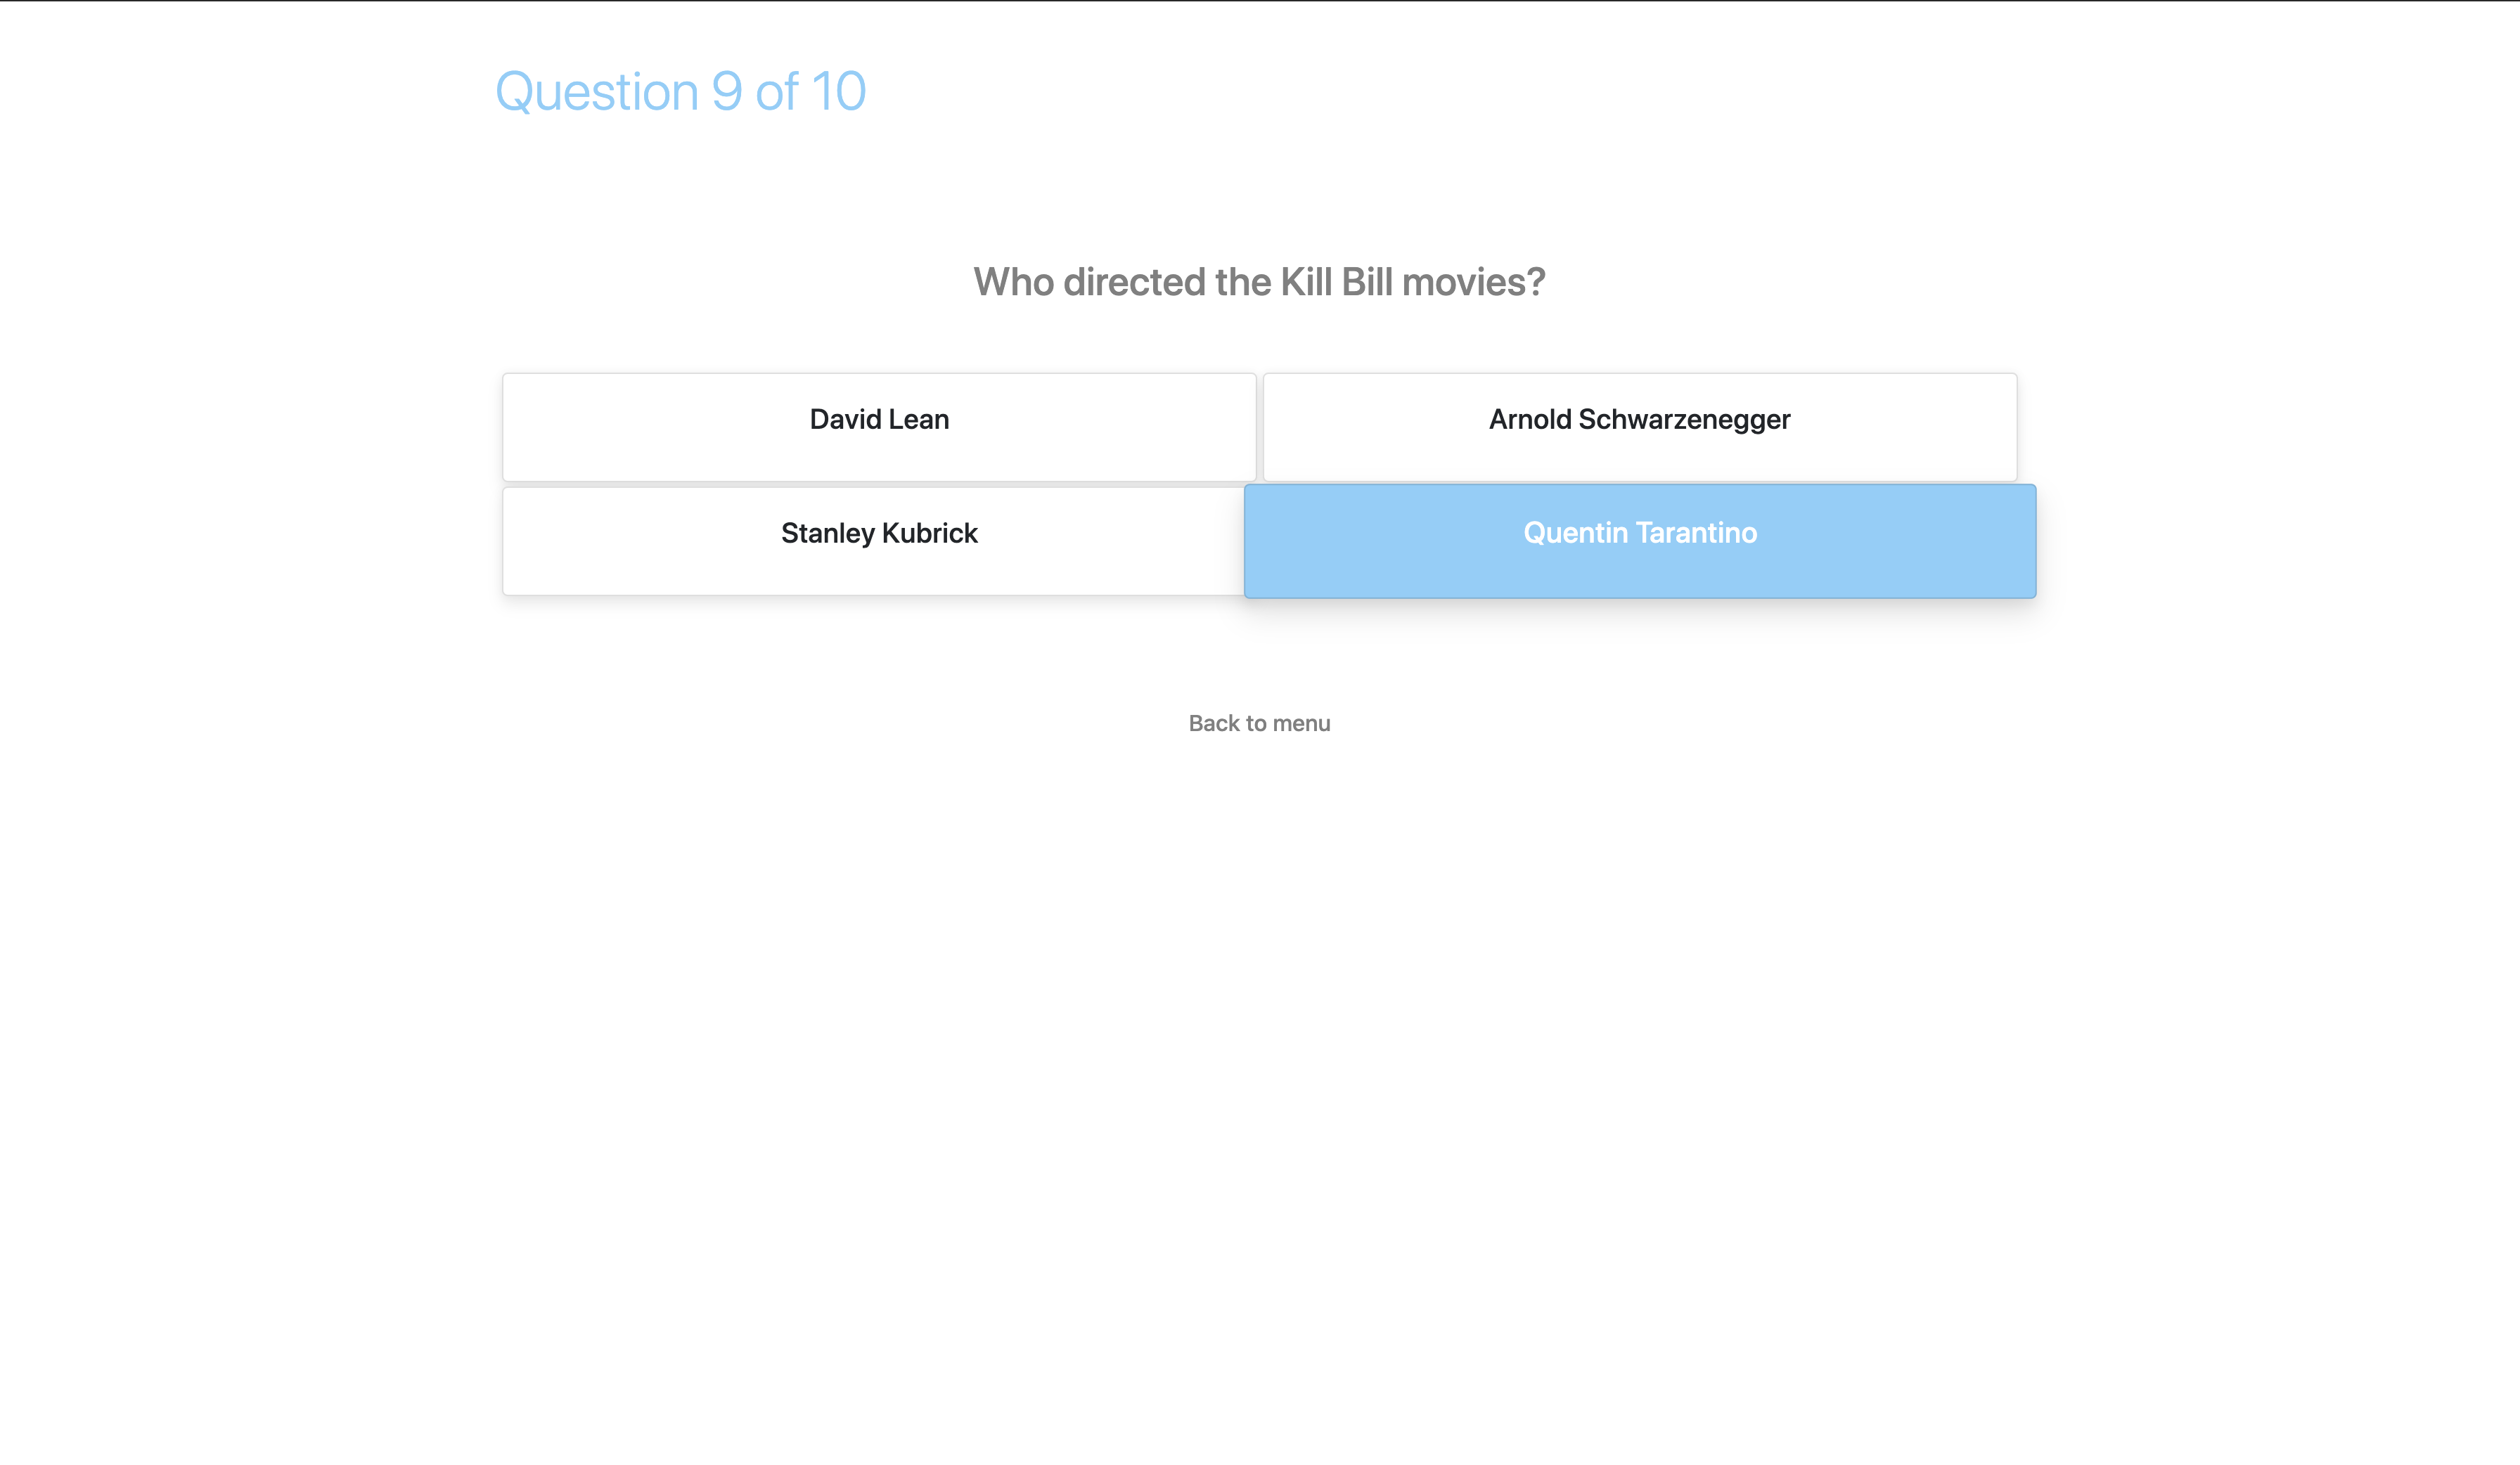 Question 9 of 10
Who directed the Kill Bill movies?
David Lean
Arnold Schwarzenegger
Stanley Kubrick
Quentin Tarantino
Back to menu